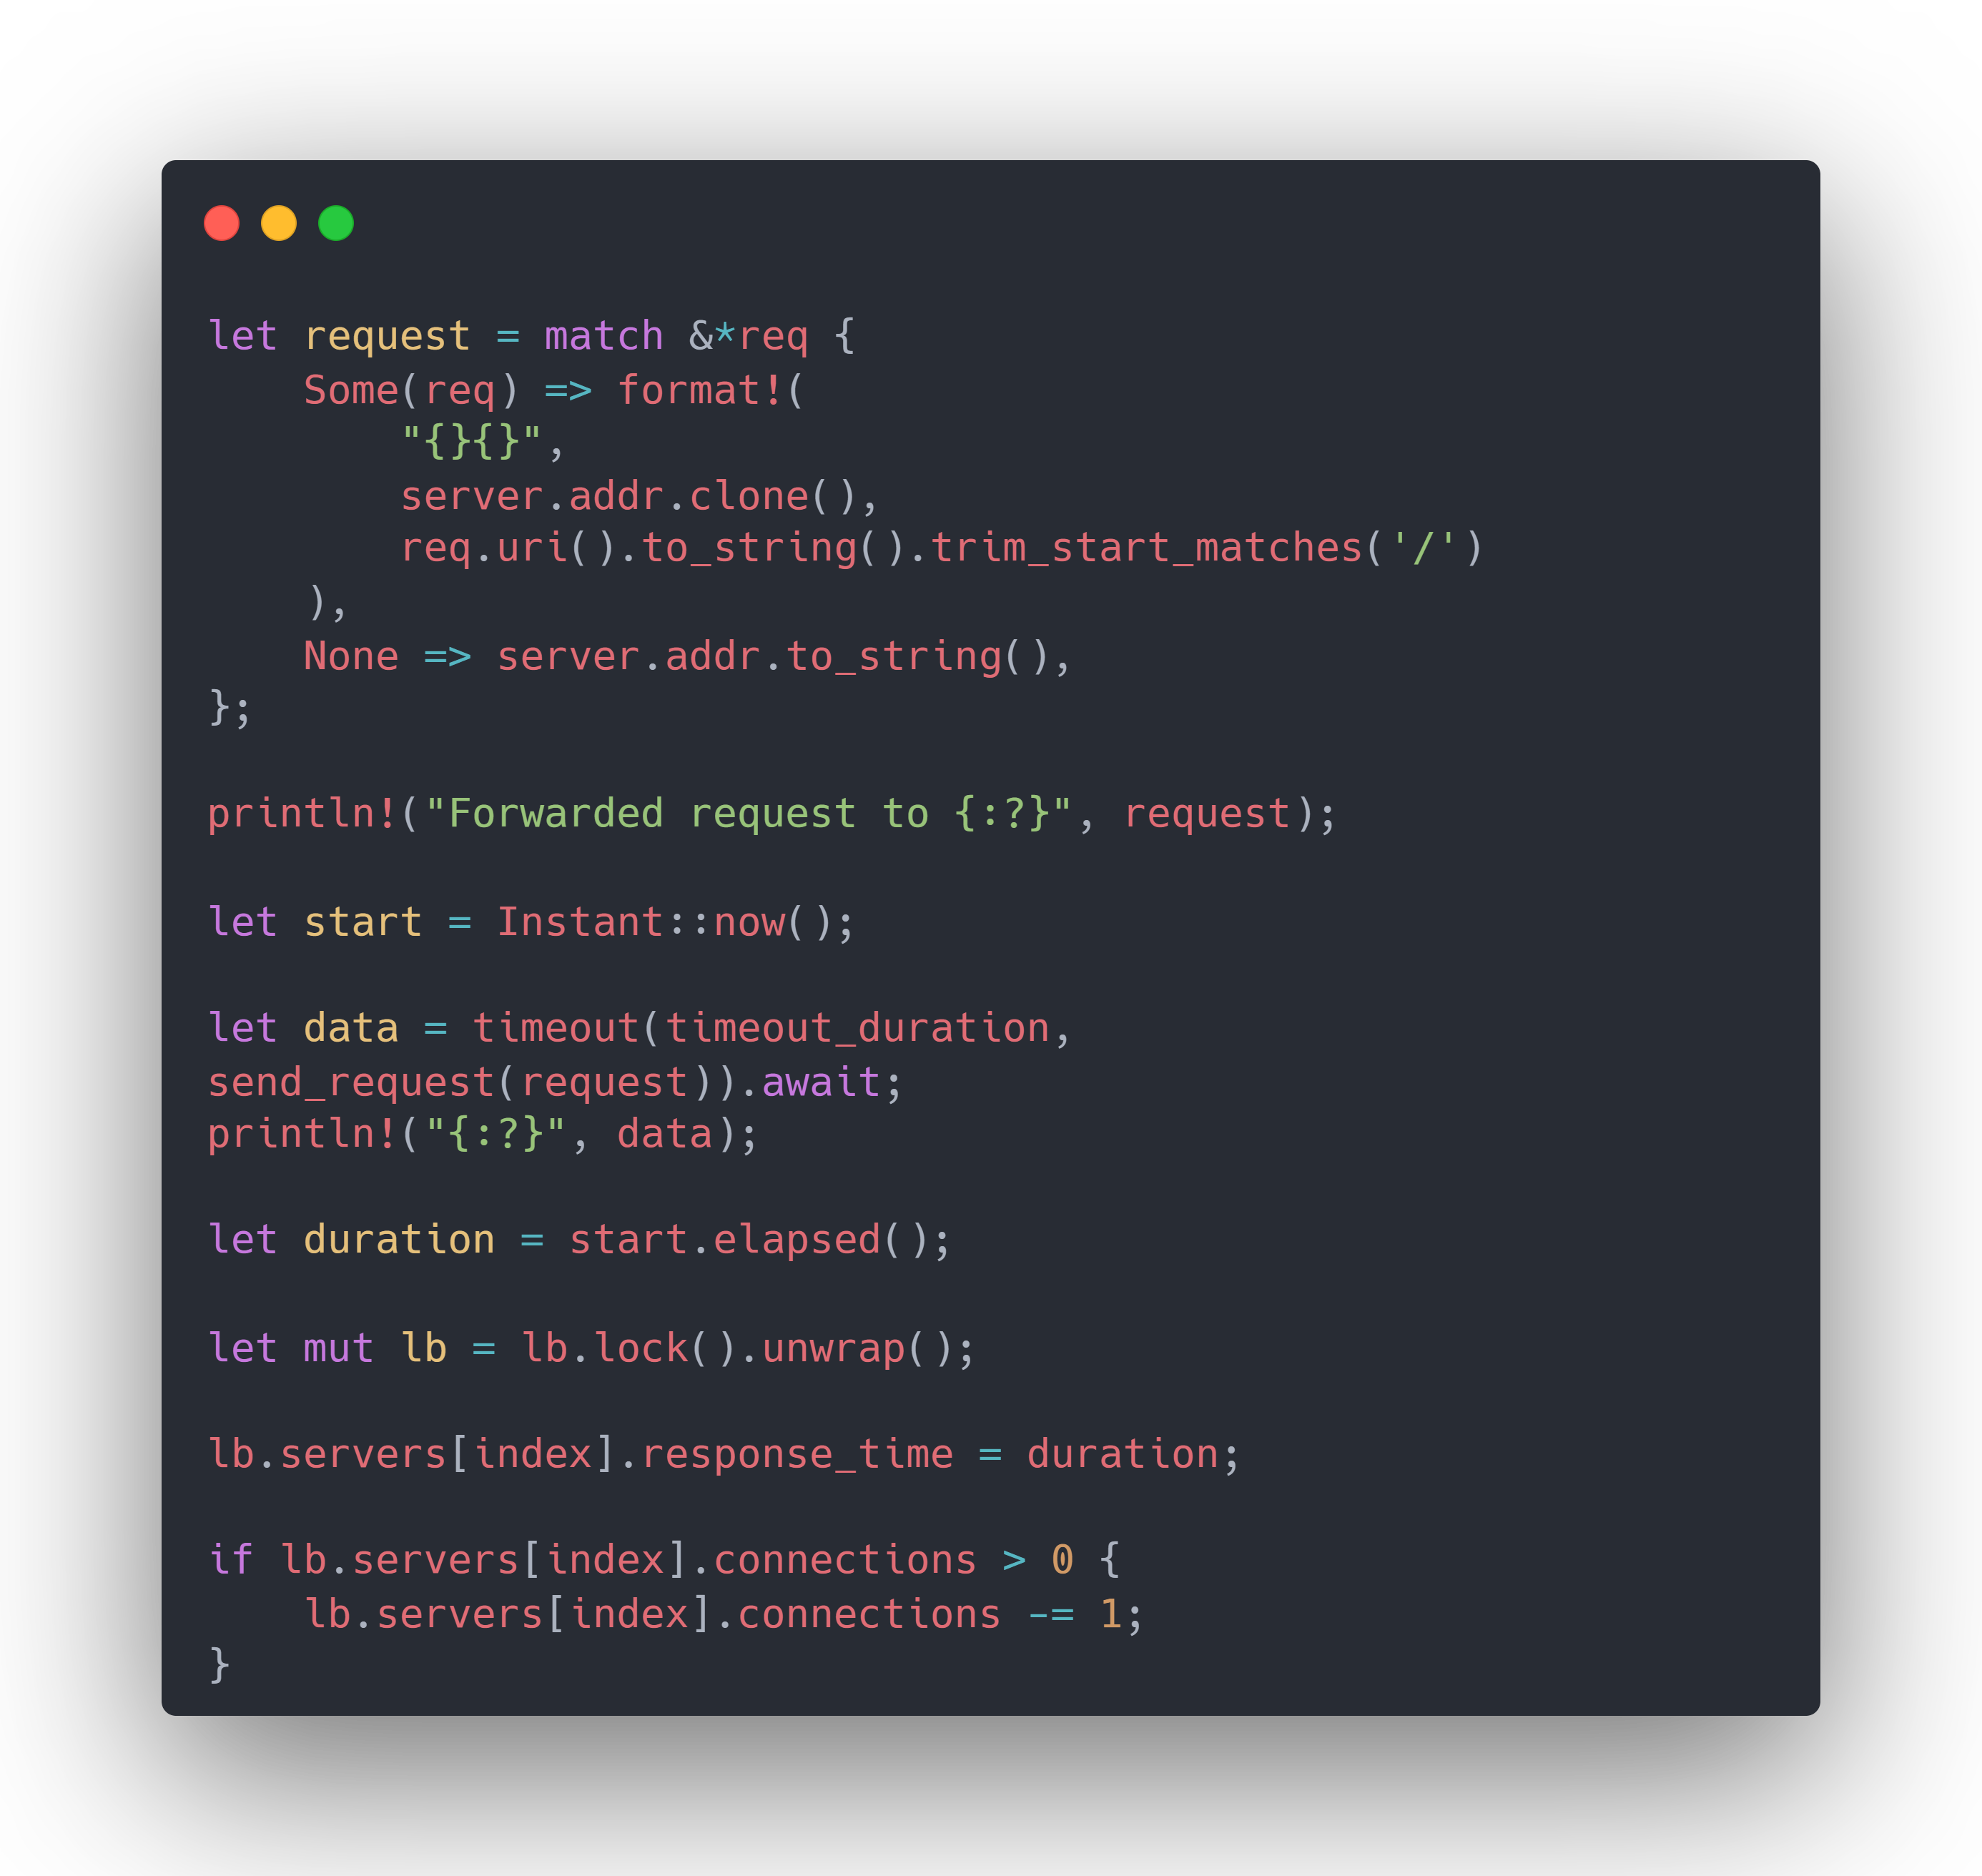 let request = match &*req {
    Some(req) => format!(
        "{}{}",
        server.addr.clone(),
        req.uri().to_string().trim_start_matches('/')
    ),
    None => server.addr.to_string(),
};

println!("Forwarded request to {:?}", request);

let start = Instant::now();

let data = timeout(timeout_duration,
send_request(request)).await;
println!("{:?}", data);

let duration = start.elapsed();

let mut lb = lb.lock().unwrap();

lb.servers[index].response_time = duration;

if lb.servers[index].connections > 0 {
    lb.servers[index].connections -= 1;
}